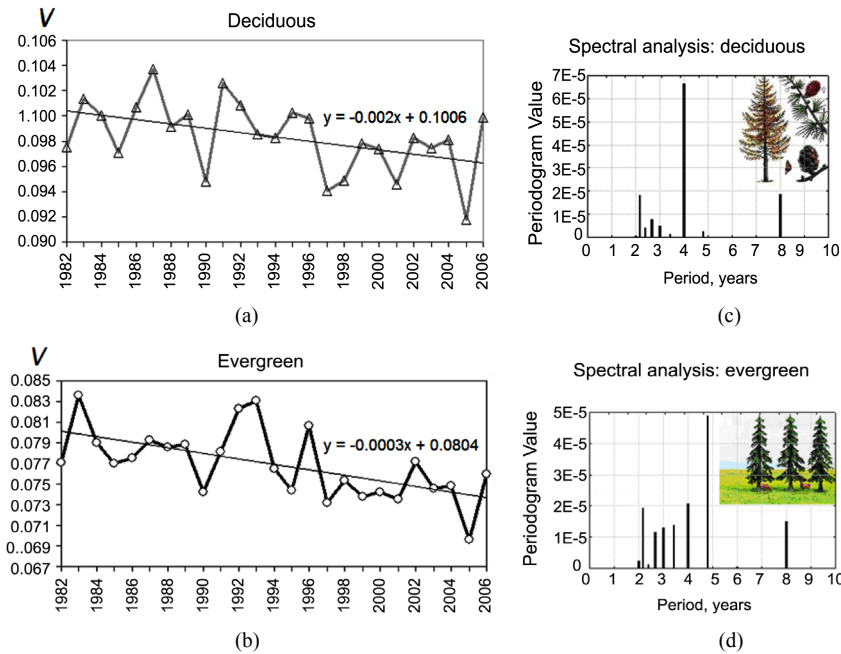 V
Deciduous
0.106
0.104
0.102
1.100
0.098
0.096
0.094
0.092
0.090
y = -0.002x + 0.1006
1982 1984 1986 1988 1990 1992 1994 1996 1998 2000 2002 2004 2006
(a)
Spectral analysis: deciduous
Periodogram Value
7E-5
6E-5
5E-5
4E-5
3E-5
2E-5
1E-5
0
0 1 2 3 4 5 6 7 8 9 10
Period, years
(c)
V
Evergreen
0.085
0.081
0.079
0.077
0.075
0.073
0.071
0.069
0.067
y = -0.0003x + 0.0804
1982 1984 1986 1988 1990 1992 1994 1996 1998 2000 2002 2004 2006
(b)
Spectral analysis: evergreen
Periodogram Value
5E-5
4E-5
3E-5
2E-5
1E-5
0
0 1 2 3 4 5 6 7 8 9 10
Period, years
(d)